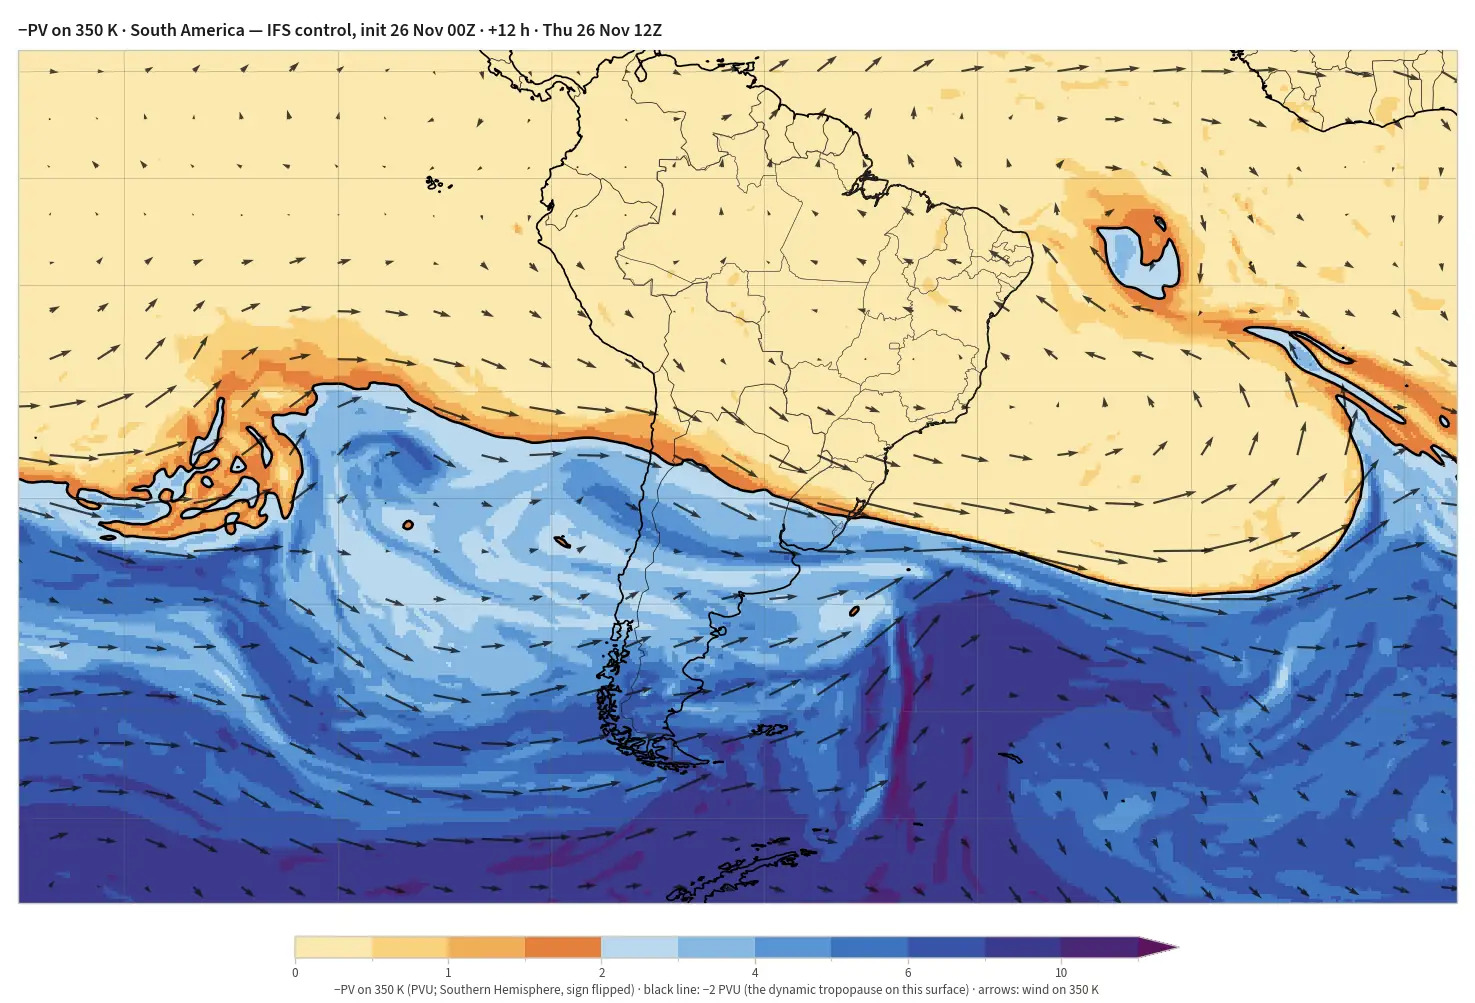 −PV on 350 K · South America — IFS control, init 26 Nov 00Z · +12 h · Thu 26 Nov 12Z
0 1 2 4 6 10
−PV on 350 K (PVU; Southern Hemisphere, sign flipped) · black line: −2 PVU (the dynamic tropopause on this surface) · arrows: wind on 350 K